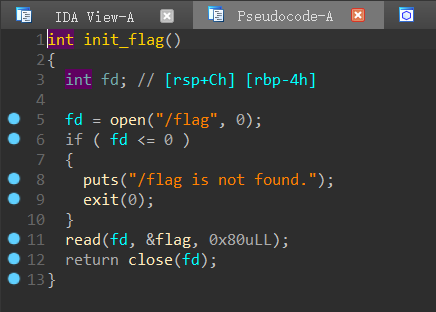 IDA View-A Pseudocode-A
1 int init_flag()
2 {
3 int fd; // [rsp+Ch] [rbp-4h]
4
5 fd = open("/flag", 0);
6 if ( fd <= 0 )
7 {
8 puts("/flag is not found.");
9 exit(0);
10 }
11 read(fd, &flag, 0x80uLL);
12 return close(fd);
13 }